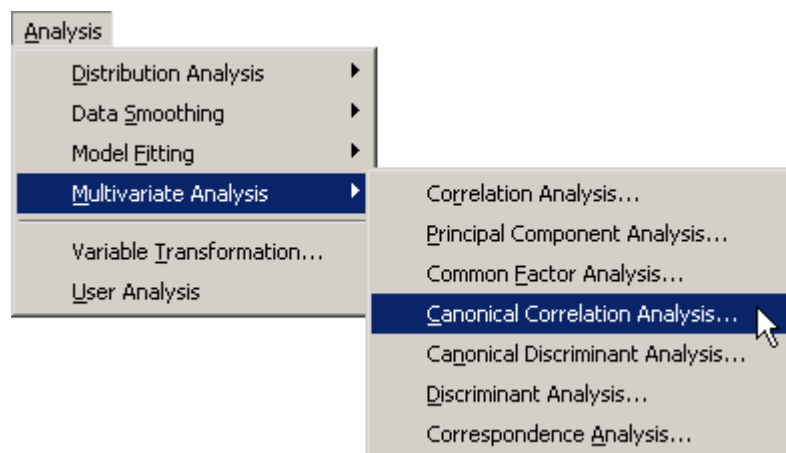 Analysis
Distribution Analysis
Data Smoothing
Model Fitting
Multivariate Analysis
Variable Transformation...
User Analysis
Correlation Analysis...
Principal Component Analysis...
Common Factor Analysis...
Canonical Correlation Analysis...
Canonical Discriminant Analysis...
Discriminant Analysis...
Correspondence Analysis...